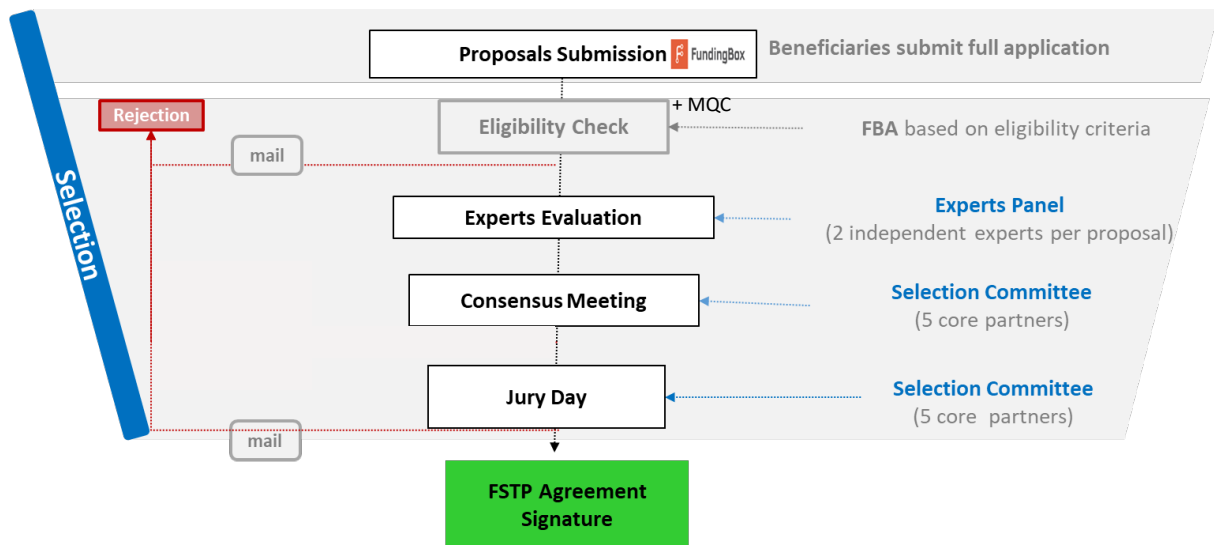 Proposals Submission FundingBox
Beneficiaries submit full application
Selection
Rejection
+ MQC
Eligibility Check
FBA based on eligibility criteria
mail
Experts Evaluation
Experts Panel
(2 independent experts per proposal)
Consensus Meeting
Selection Committee
(5 core partners)
Jury Day
Selection Committee
(5 core partners)
mail
FSTP Agreement
Signature